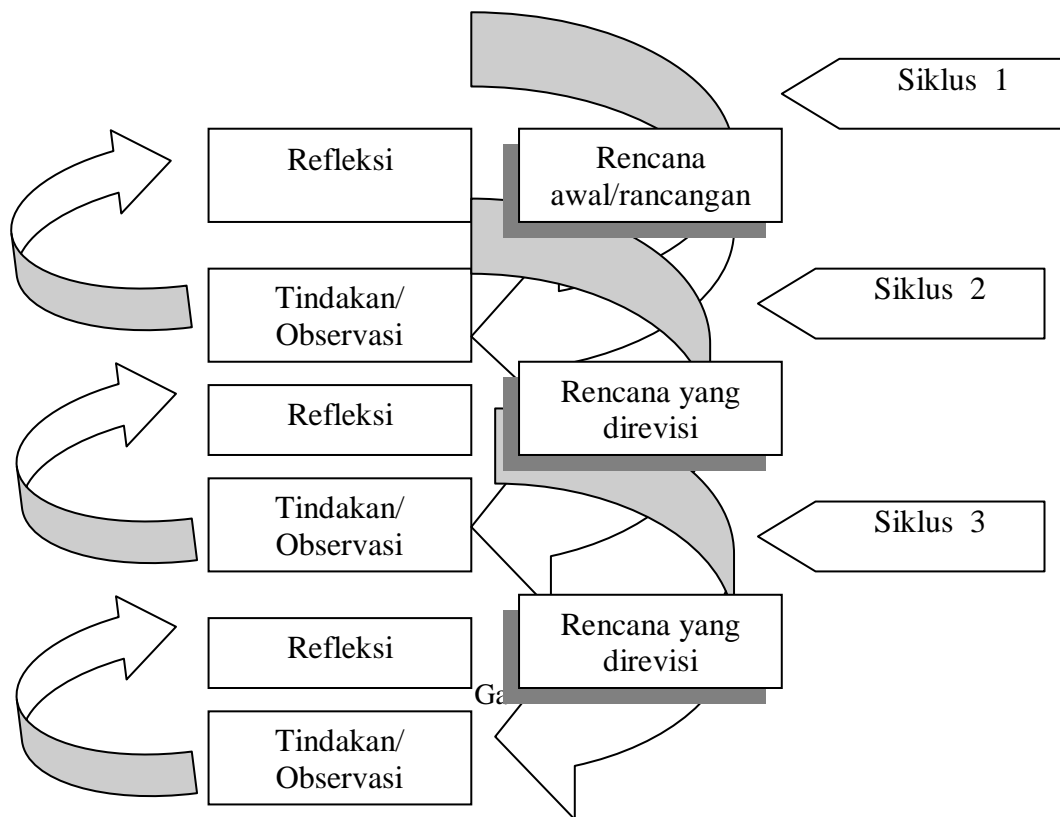 Siklus 1
Refleksi
Rencana
awal/rancangan
Tindakan/
Observasi
Siklus 2
Refleksi
Rencana yang
direvisi
Tindakan/
Observasi
Siklus 3
Refleksi
Rencana yang
direvisi
Tindakan/
Observasi